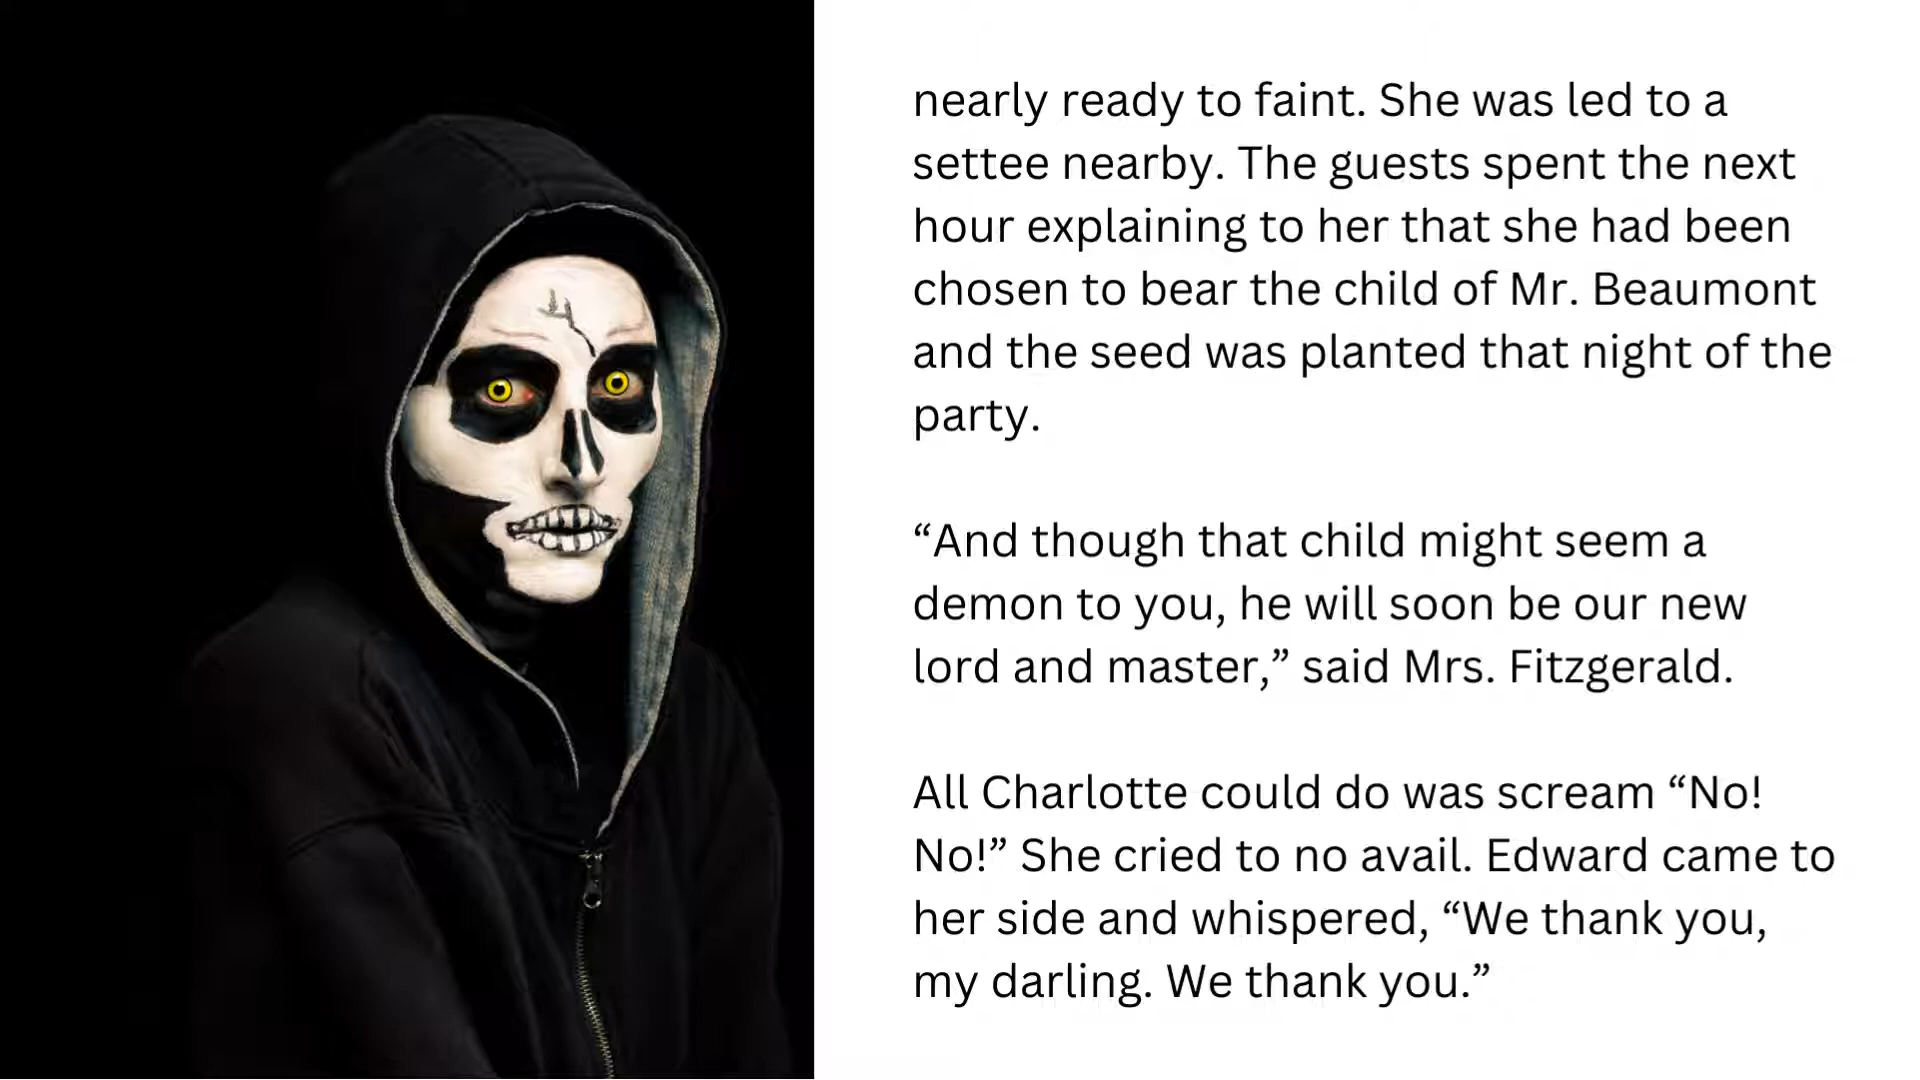 nearly ready to faint. She was led to a
settee nearby. The guests spent the next
hour explaining to her that she had been
chosen to bear the child of Mr. Beaumont
and the seed was planted that night of the
party.
“And though that child might seem a
demon to you, he will soon be our new
lord and master,” said Mrs. Fitzgerald.
All Charlotte could do was scream “No!
No!” She cried to no avail. Edward came to
her side and whispered, “We thank you,
my darling. We thank you.”